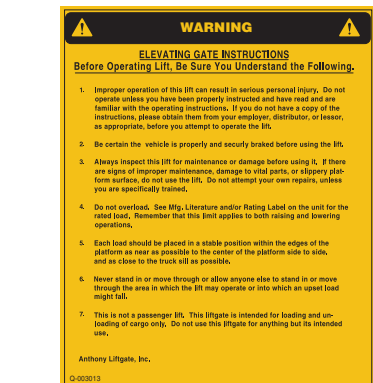 WARNING
ELEVATING GATE INSTRUCTIONS
Before Operating Lift, Be Sure You Understand the Following.
1. Improper operation of this lift can result in serious personal injury. Do not
operate unless you have been properly instructed and have read and are
familiar with the operating instructions. If you do not have a copy of the
instructions, please obtain them from your employer, distributor, or lessor,
as appropriate, before you attempt to operate the lift.
2. Be certain the vehicle is properly and securly braked before using the lift.
3. Always inspect this lift for maintenance or damage before using it. If there
are signs of improper maintenance, damage to vital parts, or slippery plat-
form surface, do not use the lift. Do not attempt your own repairs, unless
you are specifically trained.
4. Do not overload. See Mfg. Literature and/or Rating Label on the unit for the
rated load. Remember that this limit applies to both raising and lowering
operations.
5. Each load should be placed in a stable position within the edges of the
platform as near as possible to the center of the platform side to side.
and as close to the truck sill as possible.
6. Never stand in or move through or allow anyone else to stand in or move
through the area in which the lift may operate or into which an upset load
might fall.
7. This is not a passenger lift. This liftgate is intended for loading and un-
loading of cargo only, Do not use this liftgate for anything but its intended
use.
Anthony Liftgate, Inc.
Q-003013